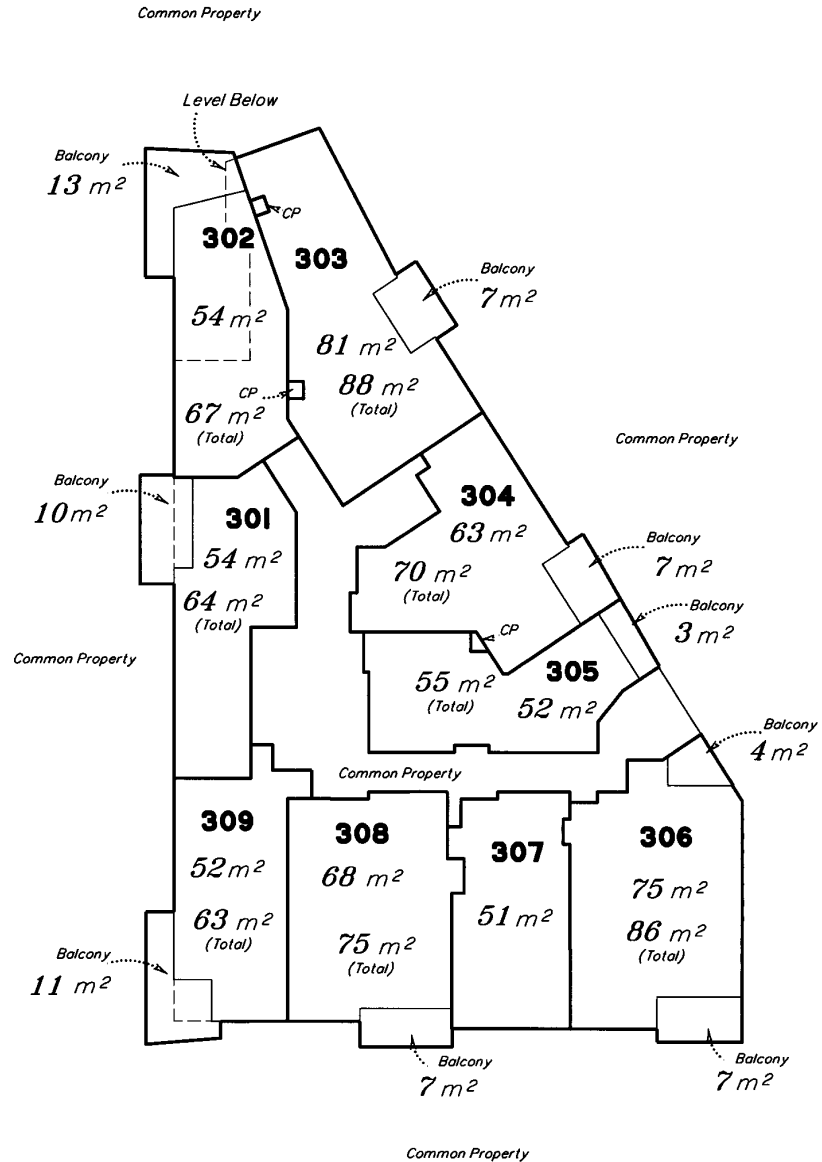 Common Property
Level Below
Balcony
13 m²
CP
302
303
Balcony
7 m²
54 m²
81 m²
88 m²
(Total)
CP
67 m²
(Total)
Common Property
Balcony
10 m²
304
63 m²
301
54 m²
Balcony
7 m²
70 m²
(Total)
64 m²
(Total)
Balcony
3 m²
CP
Common Property
305
55 m²
(Total)
52 m²
Balcony
4 m²
Common Property
309
308
306
307
52 m²
68 m²
75 m²
63 m²
(Total)
51 m²
86 m²
(Total)
75 m²
(Total)
Balcony
11 m²
Balcony
7 m²
Balcony
7 m²
Common Property